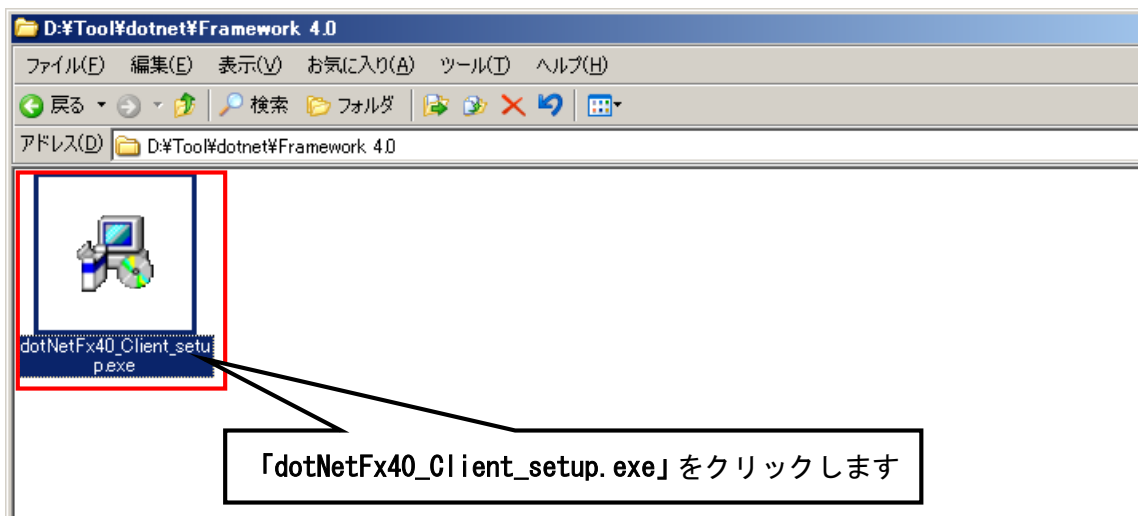 D:¥Tool¥dotnet¥Framework 4.0
ファイル(F) 編集(E) 表示(V) お気に入り(A) ツール(T) ヘルプ(H)
戻る 検索 フォルダ
アドレス(D) D:¥Tool¥dotnet¥Framework 4.0
dotNetFx40_Client_setu
p.exe
「dotNetFx40_Client_setup.exe」をクリックします